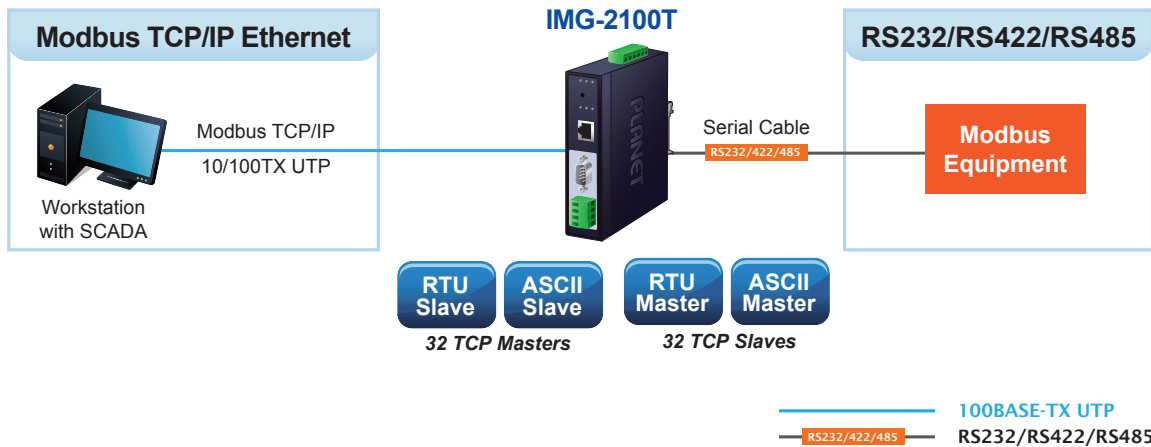 IMG-2100T
Modbus TCP/IP Ethernet
RS232/RS422/RS485
Modbus TCP/IP
10/100TX UTP
Workstation
with SCADA
PLANET
Serial Cable
RS232/422/485
Modbus
Equipment
RTU
Slave
ASCII
Slave
RTU
Master
ASCII
Master
32 TCP Masters
32 TCP Slaves
100BASE-TX UTP
RS232/422/485
RS232/RS422/RS485